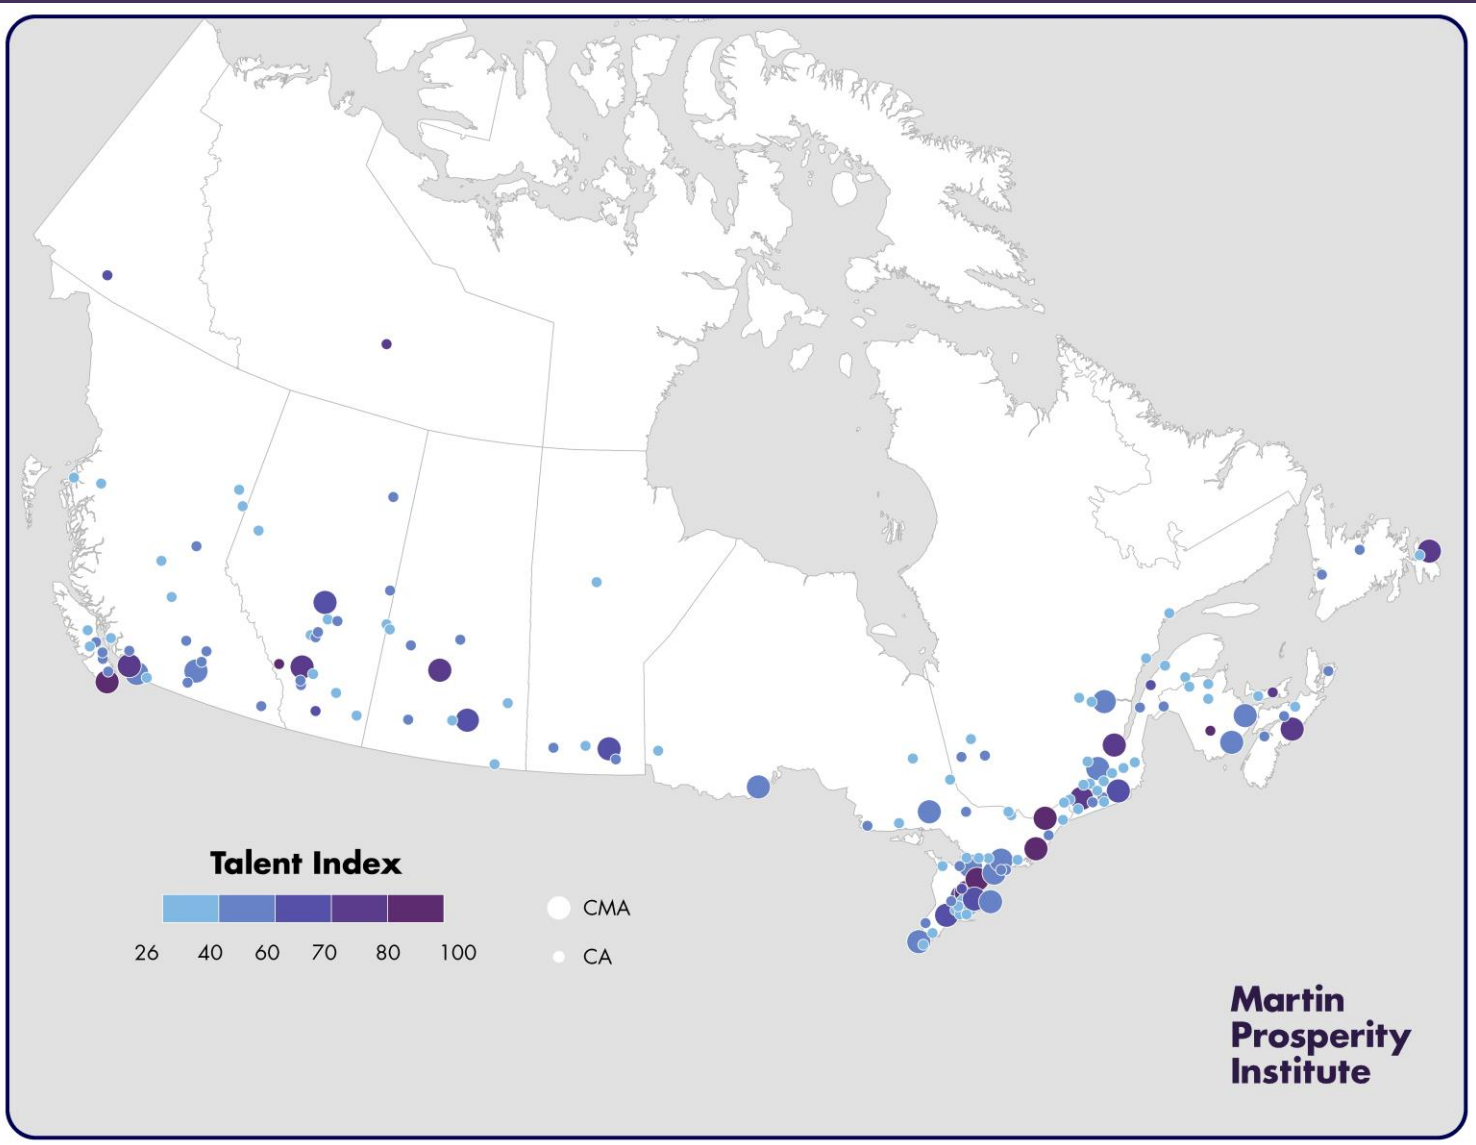 Talent Index
26 40 60 70 80 100
CMA
CA
Martin
Prosperity
Institute